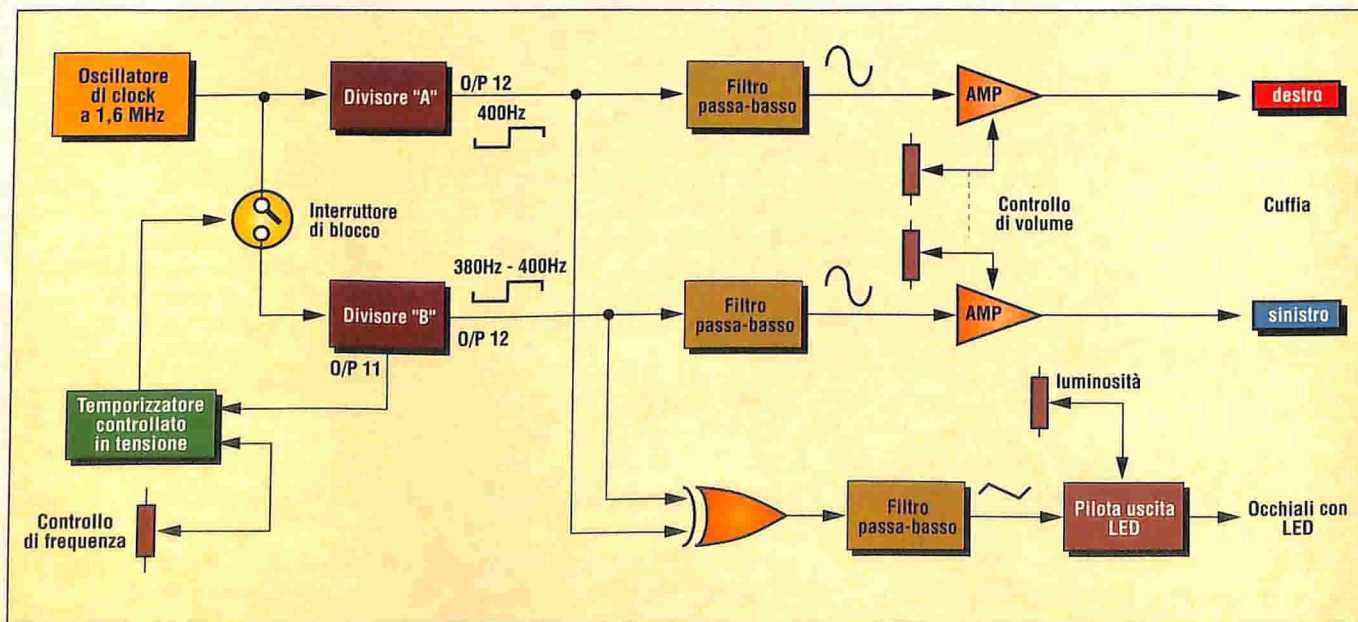 Oscillatore
di clock
a 1,6 MHz
Divisore "A"
O/P 12
400Hz
Filtro
passa-basso
AMP
destro
Interruttore
di blocco
Controllo
di volume
Cuffia
Divisore "B"
380Hz - 400Hz
O/P 12
O/P 11
Filtro
passa-basso
AMP
sinistro
Temporizzatore
controllato
in tensione
luminosità
Controllo
di frequenza
Filtro
passa-basso
Pilota uscita
LED
Occhiali con
LED